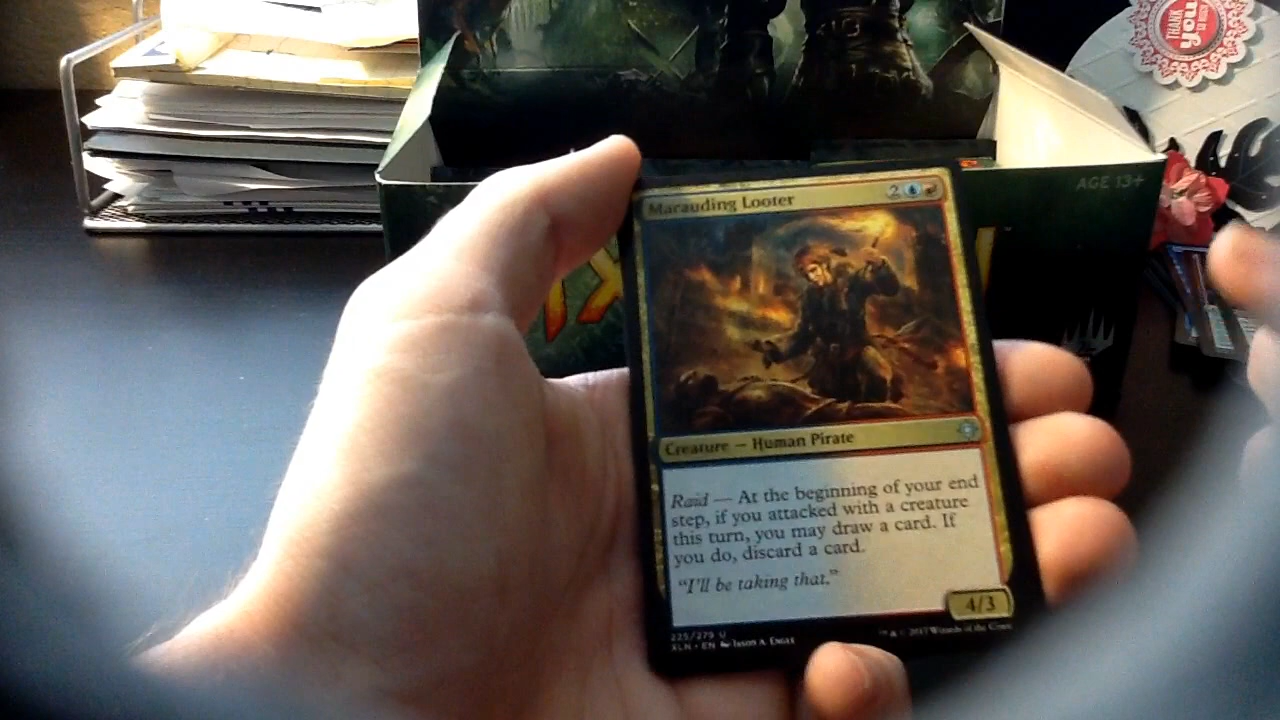 THANK
you
AGE 13+
Marauding Looter
2
Creature — Human Pirate
Raid — At the beginning of your end
step, if you attacked with a creature
this turn, you may draw a card. If
you do, discard a card.
“I'll be taking that.”
4/3
225/279 U
XLN • EN Jason A. Engle
™ & © 2017 Wizards of the Coast